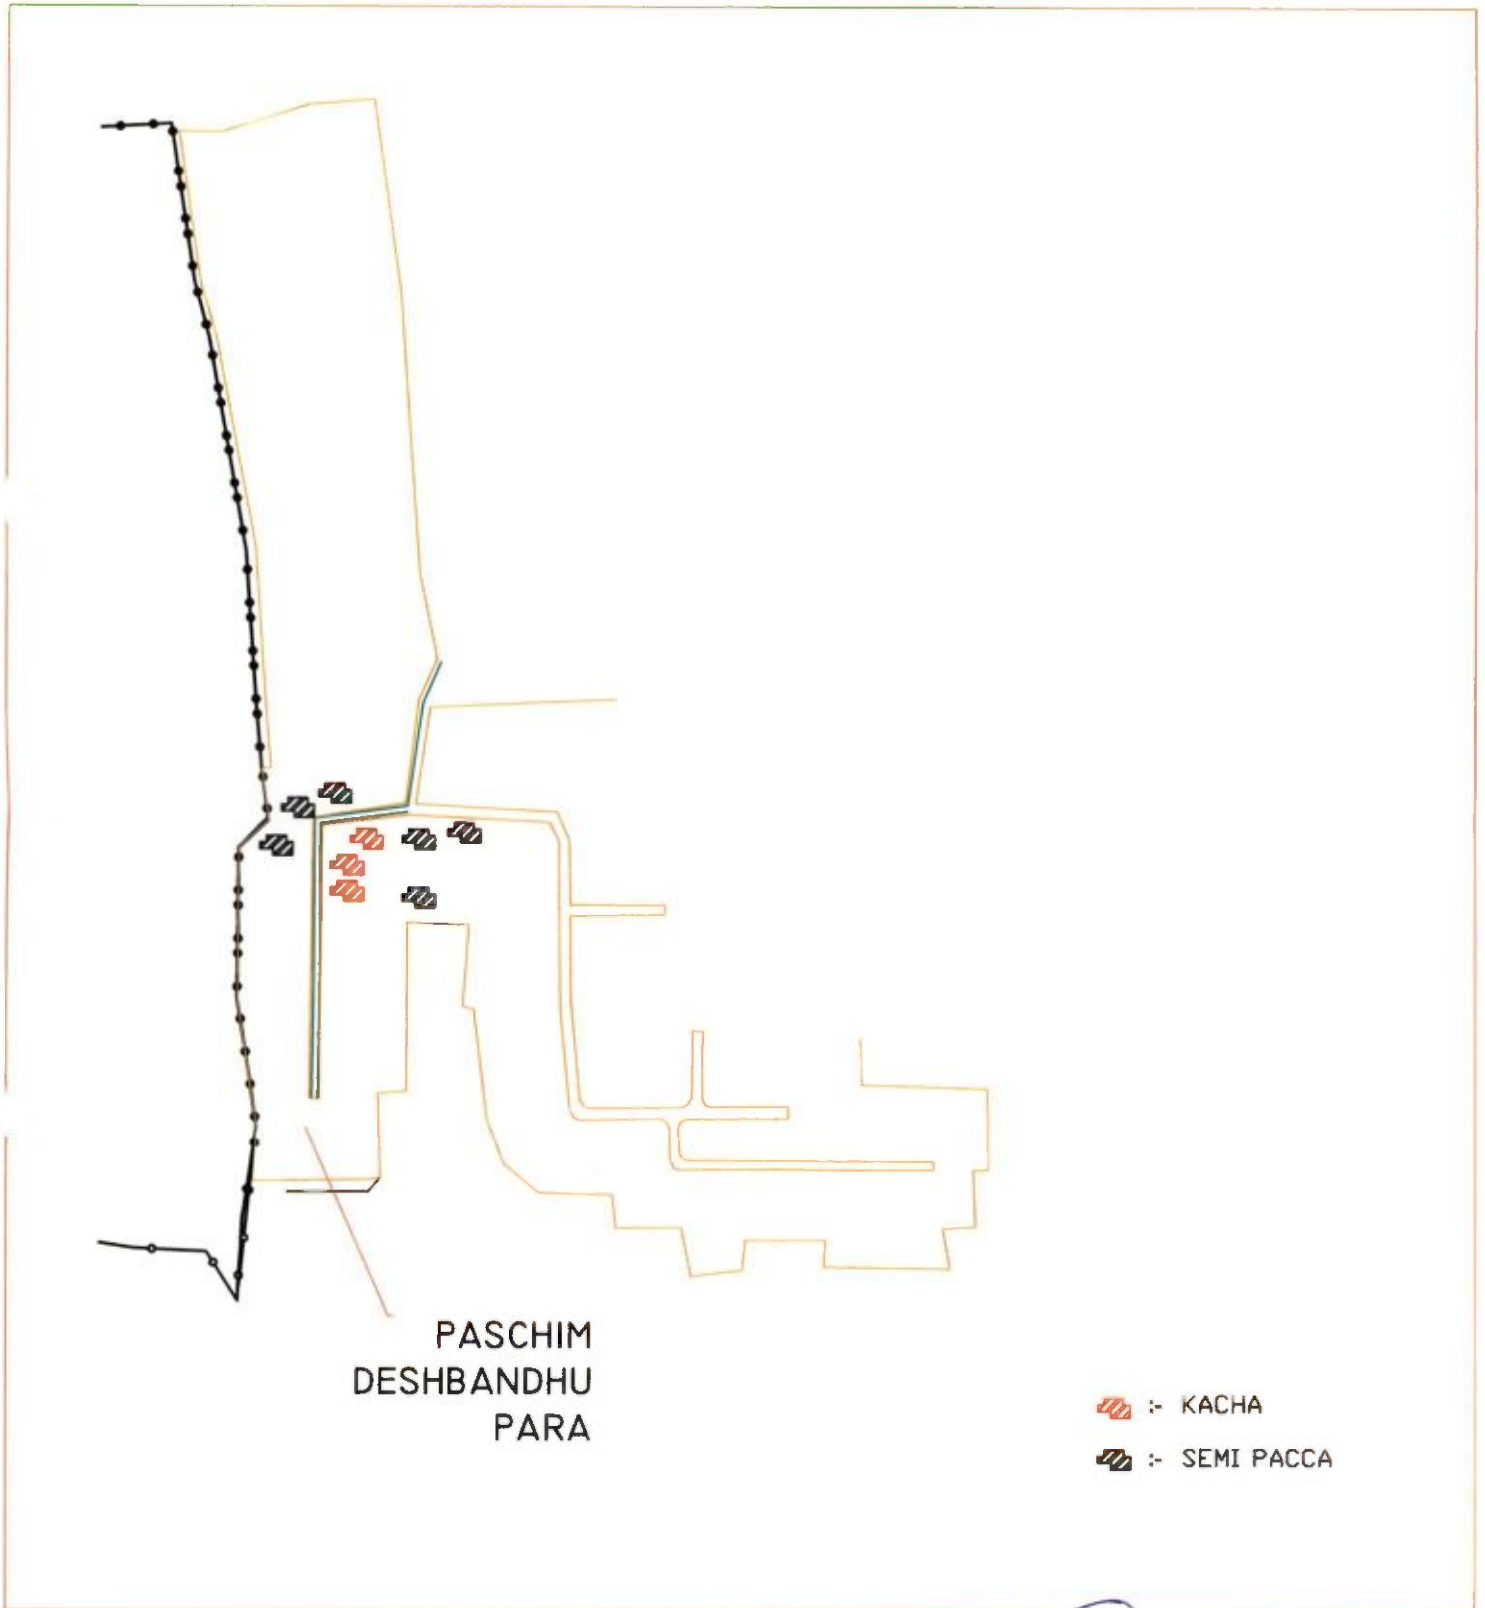 PASCHIM
DESHBANDHU
PARA
:- KACHA
:- SEMI PACCA